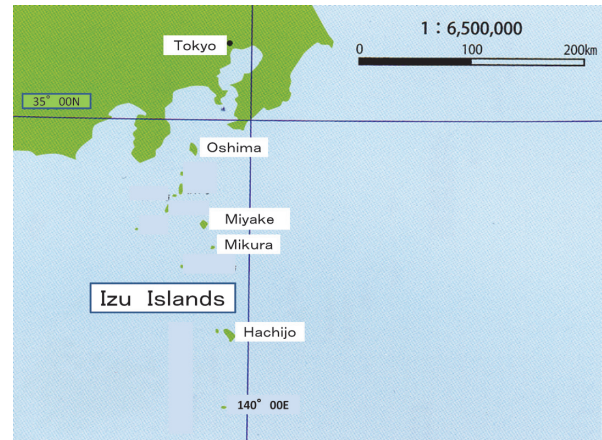 1：6,500,000
Tokyo
0 100 200km
35° 00N
Oshima
Miyake
Mikura
Izu Islands
Hachijo
140° 00E